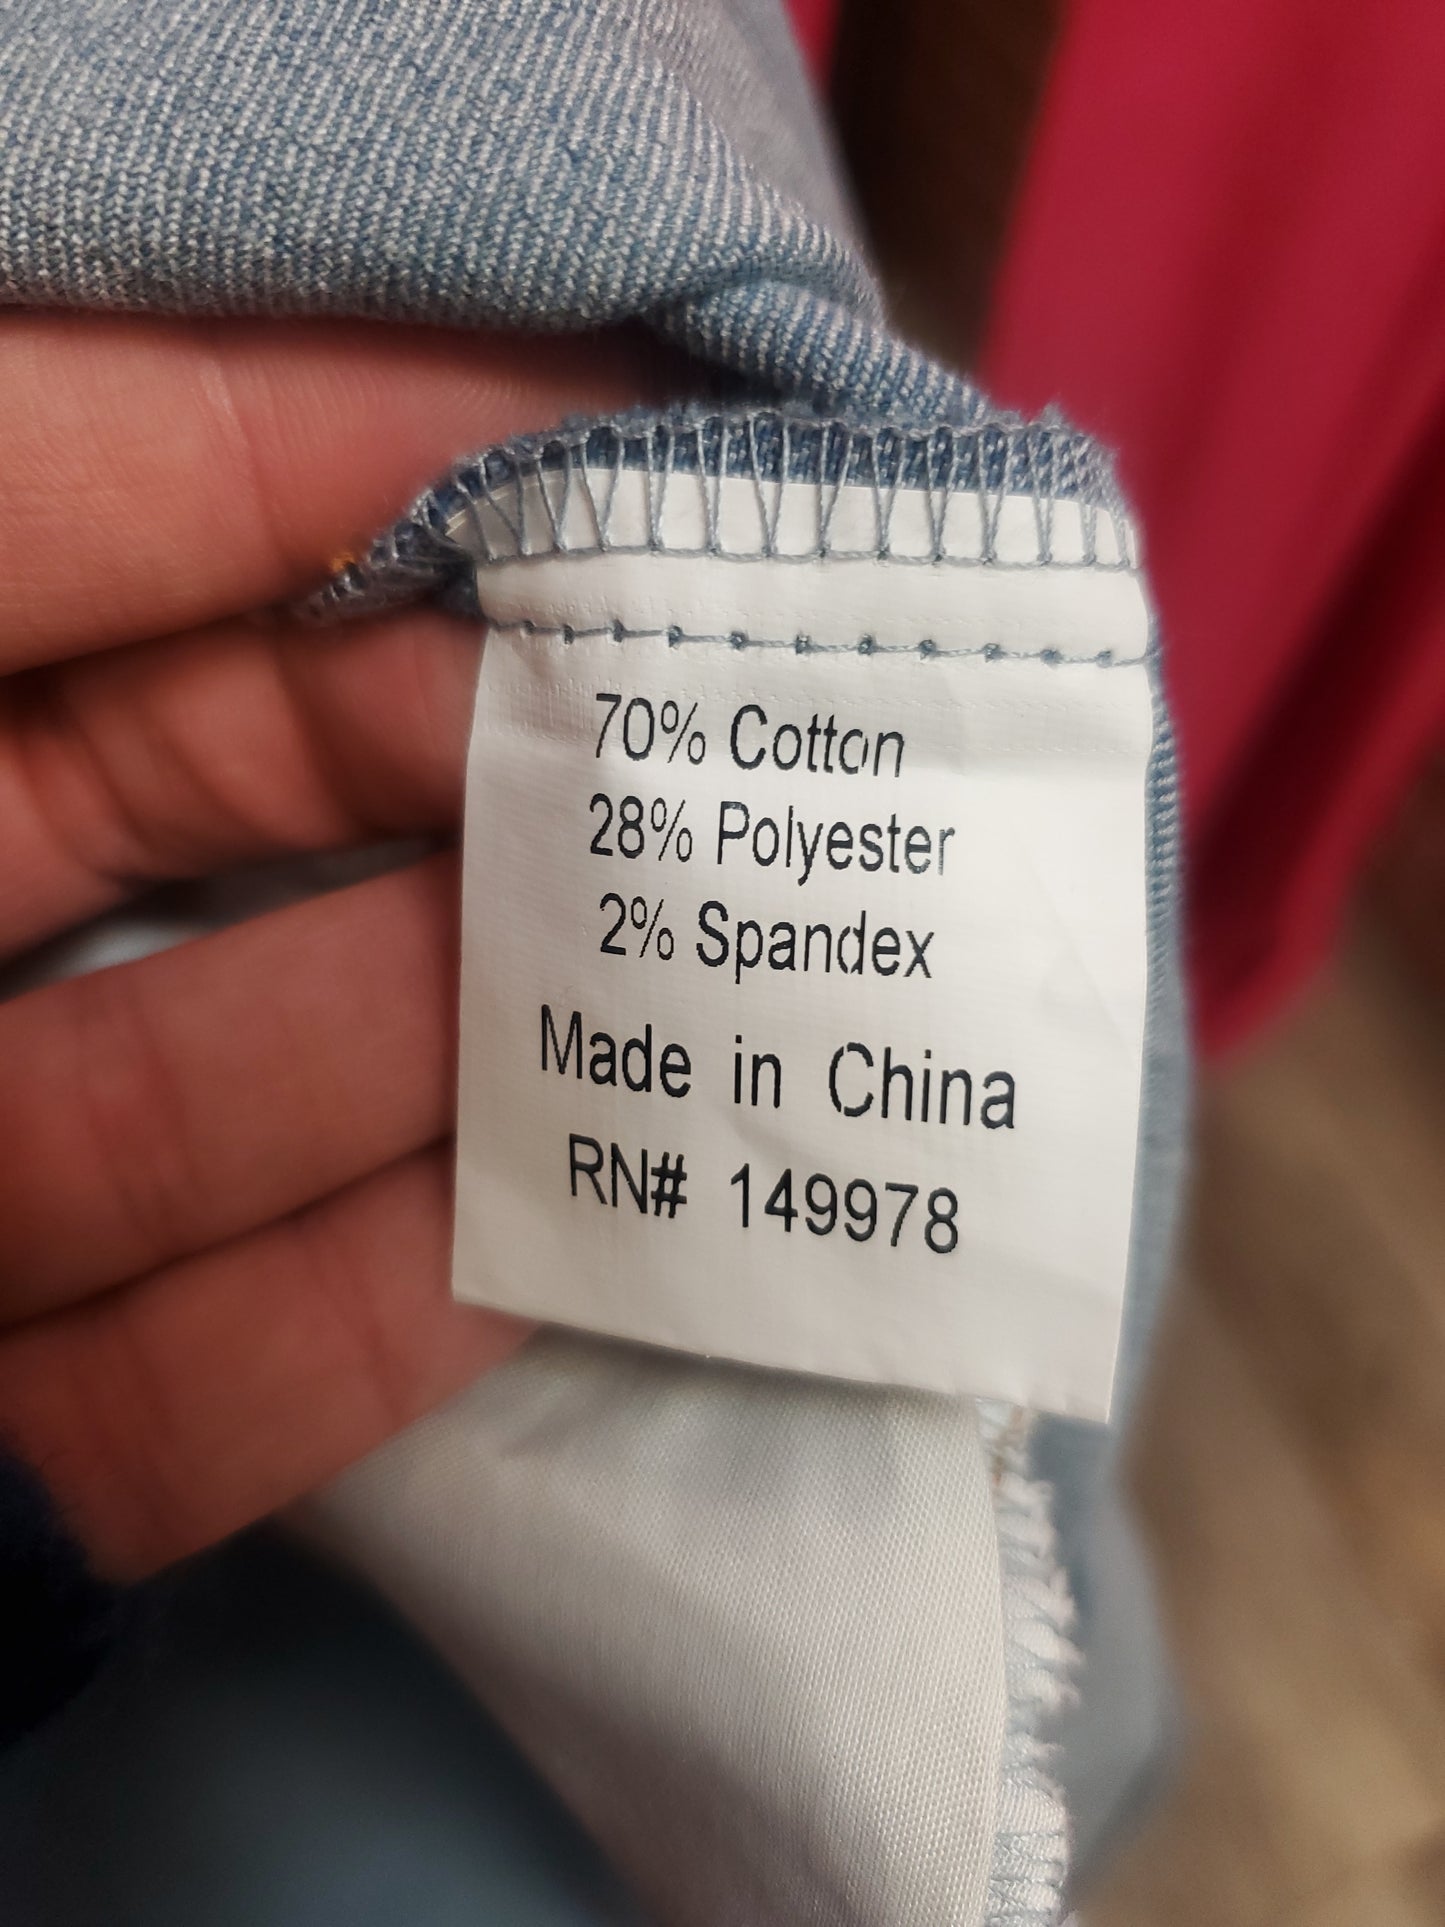 70% Cotton
28% Polyester
2% Spandex
Made in China
RN# 149978